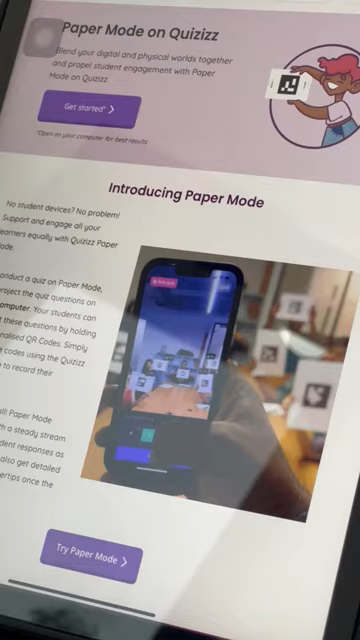 Paper Mode on Quizizz
Blend your digital and physical worlds together
and propel student engagement with Paper
Mode on Quizizz.
Get started*
*Open on your computer for best results
Introducing Paper Mode
No student devices? No problem!
Support and engage all your
learners equally with Quizizz Paper
onduct a quiz on Paper Mode,
project the quiz questions on
omputer. Your students can
these questions by holding
nalised QR Codes. Simply
codes using the Quizizz
to record their
all! Paper Mode
h a steady stream
dent responses as
also get detailed
ertips once the
Try Paper Mode